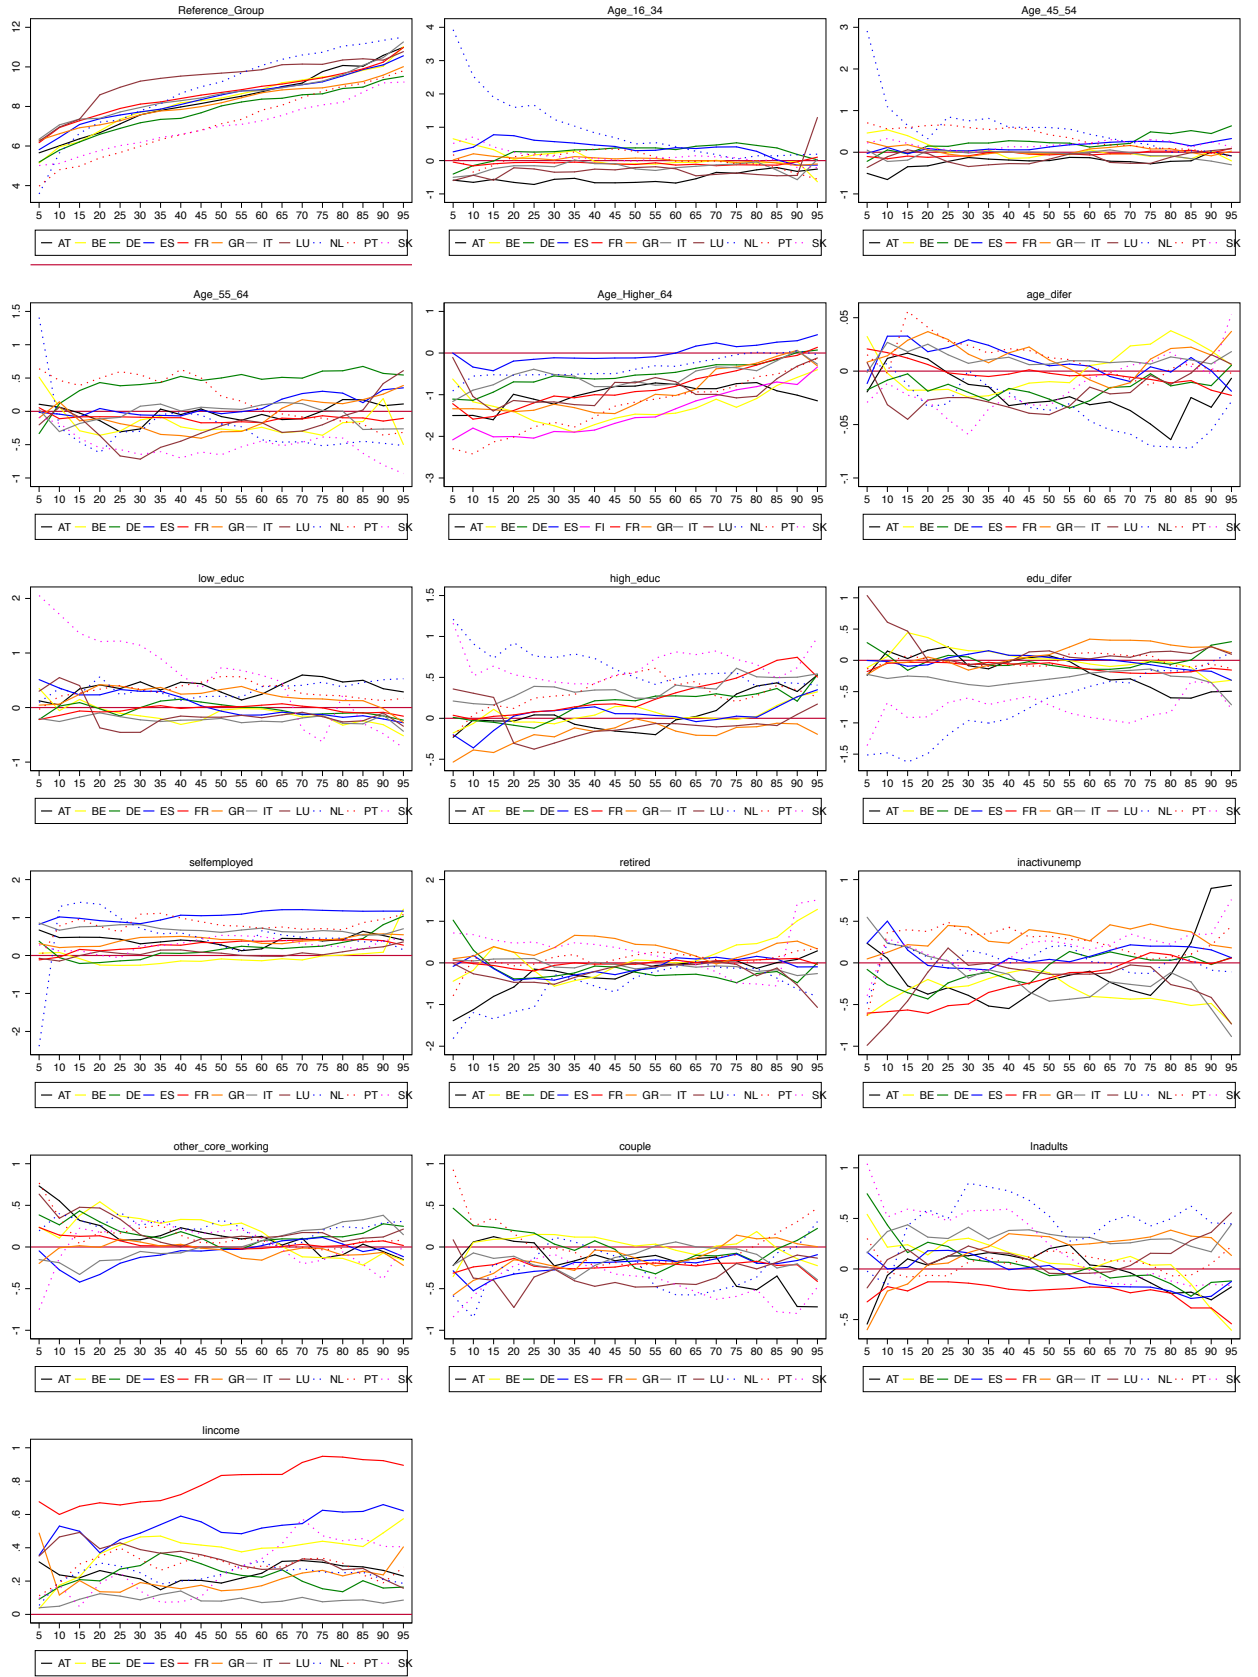 Reference_Group
12
10
8
6
4
5 10 15 20 25 30 35 40 45 50 55 60 65 70 75 80 85 90 95
AT BE DE ES FR GR IT LU NL PT SK
Age_16_34
4
3
2
1
0
-1
5 10 15 20 25 30 35 40 45 50 55 60 65 70 75 80 85 90 95
AT BE DE ES FR GR IT LU NL PT SK
Age_45_54
3
2
1
0
-1
5 10 15 20 25 30 35 40 45 50 55 60 65 70 75 80 85 90 95
AT BE DE ES FR GR IT LU NL PT SK
Age_55_64
1.5
1
.5
0
-.5
-1
5 10 15 20 25 30 35 40 45 50 55 60 65 70 75 80 85 90 95
AT BE DE ES FR GR IT LU NL PT SK
Age_Higher_64
1
0
-1
-2
-3
5 10 15 20 25 30 35 40 45 50 55 60 65 70 75 80 85 90 95
AT BE DE ES FI FR GR IT LU NL PT SK
age_difer
.05
0
-.05
-.1
5 10 15 20 25 30 35 40 45 50 55 60 65 70 75 80 85 90 95
AT BE DE ES FR GR IT LU NL PT SK
low_educ
2
1
0
-1
5 10 15 20 25 30 35 40 45 50 55 60 65 70 75 80 85 90 95
AT BE DE ES FR GR IT LU NL PT SK
high_educ
1.5
1
.5
0
-.5
5 10 15 20 25 30 35 40 45 50 55 60 65 70 75 80 85 90 95
AT BE DE ES FR GR IT LU NL PT SK
edu_difer
1
.5
0
-.5
-1
-1.5
5 10 15 20 25 30 35 40 45 50 55 60 65 70 75 80 85 90 95
AT BE DE ES FR GR IT LU NL PT SK
selfemployed
2
1
0
-1
-2
5 10 15 20 25 30 35 40 45 50 55 60 65 70 75 80 85 90 95
AT BE DE ES FR GR IT LU NL PT SK
retired
2
1
0
-1
-2
5 10 15 20 25 30 35 40 45 50 55 60 65 70 75 80 85 90 95
AT BE DE ES FR GR IT LU NL PT SK
inactivunemp
1
.5
0
-.5
-1
5 10 15 20 25 30 35 40 45 50 55 60 65 70 75 80 85 90 95
AT BE DE ES FR GR IT LU NL PT SK
other_core_working
1
.5
0
-.5
-1
5 10 15 20 25 30 35 40 45 50 55 60 65 70 75 80 85 90 95
AT BE DE ES FR GR IT LU NL PT SK
couple
1
.5
0
-.5
-1
5 10 15 20 25 30 35 40 45 50 55 60 65 70 75 80 85 90 95
AT BE DE ES FR GR IT LU NL PT SK
lnadults
1
.5
0
-.5
5 10 15 20 25 30 35 40 45 50 55 60 65 70 75 80 85 90 95
AT BE DE ES FR GR IT LU NL PT SK
lincome
1
.8
.6
.4
.2
0
5 10 15 20 25 30 35 40 45 50 55 60 65 70 75 80 85 90 95
AT BE DE ES FR GR IT LU NL PT SK